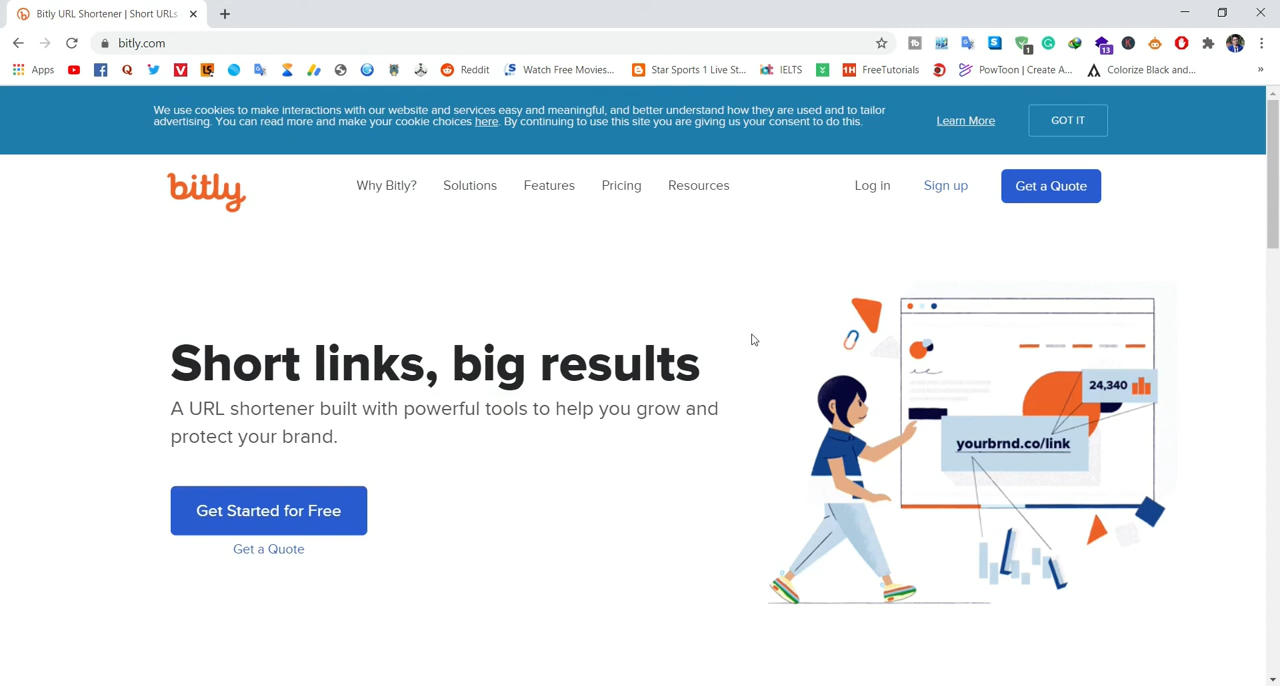 Bitly URL Shortener | Short URLs
bitly.com
1
13
Apps
Reddit
Watch Free Movies...
Star Sports 1 Live St...
IELTS
FreeTutorials
PowToon | Create A...
Colorize Black and...
»
We use cookies to make interactions with our website and services easy and meaningful, and better understand how they are used and to tailor
advertising. You can read more and make your cookie choices here. By continuing to use this site you are giving us your consent to do this.
Learn More
GOT IT
bitly
Why Bitly?
Solutions
Features
Pricing
Resources
Log in
Sign up
Get a Quote
Short links, big results
A URL shortener built with powerful tools to help you grow and
protect your brand.
Get Started for Free
Get a Quote
24,340
yourbrnd.co/link